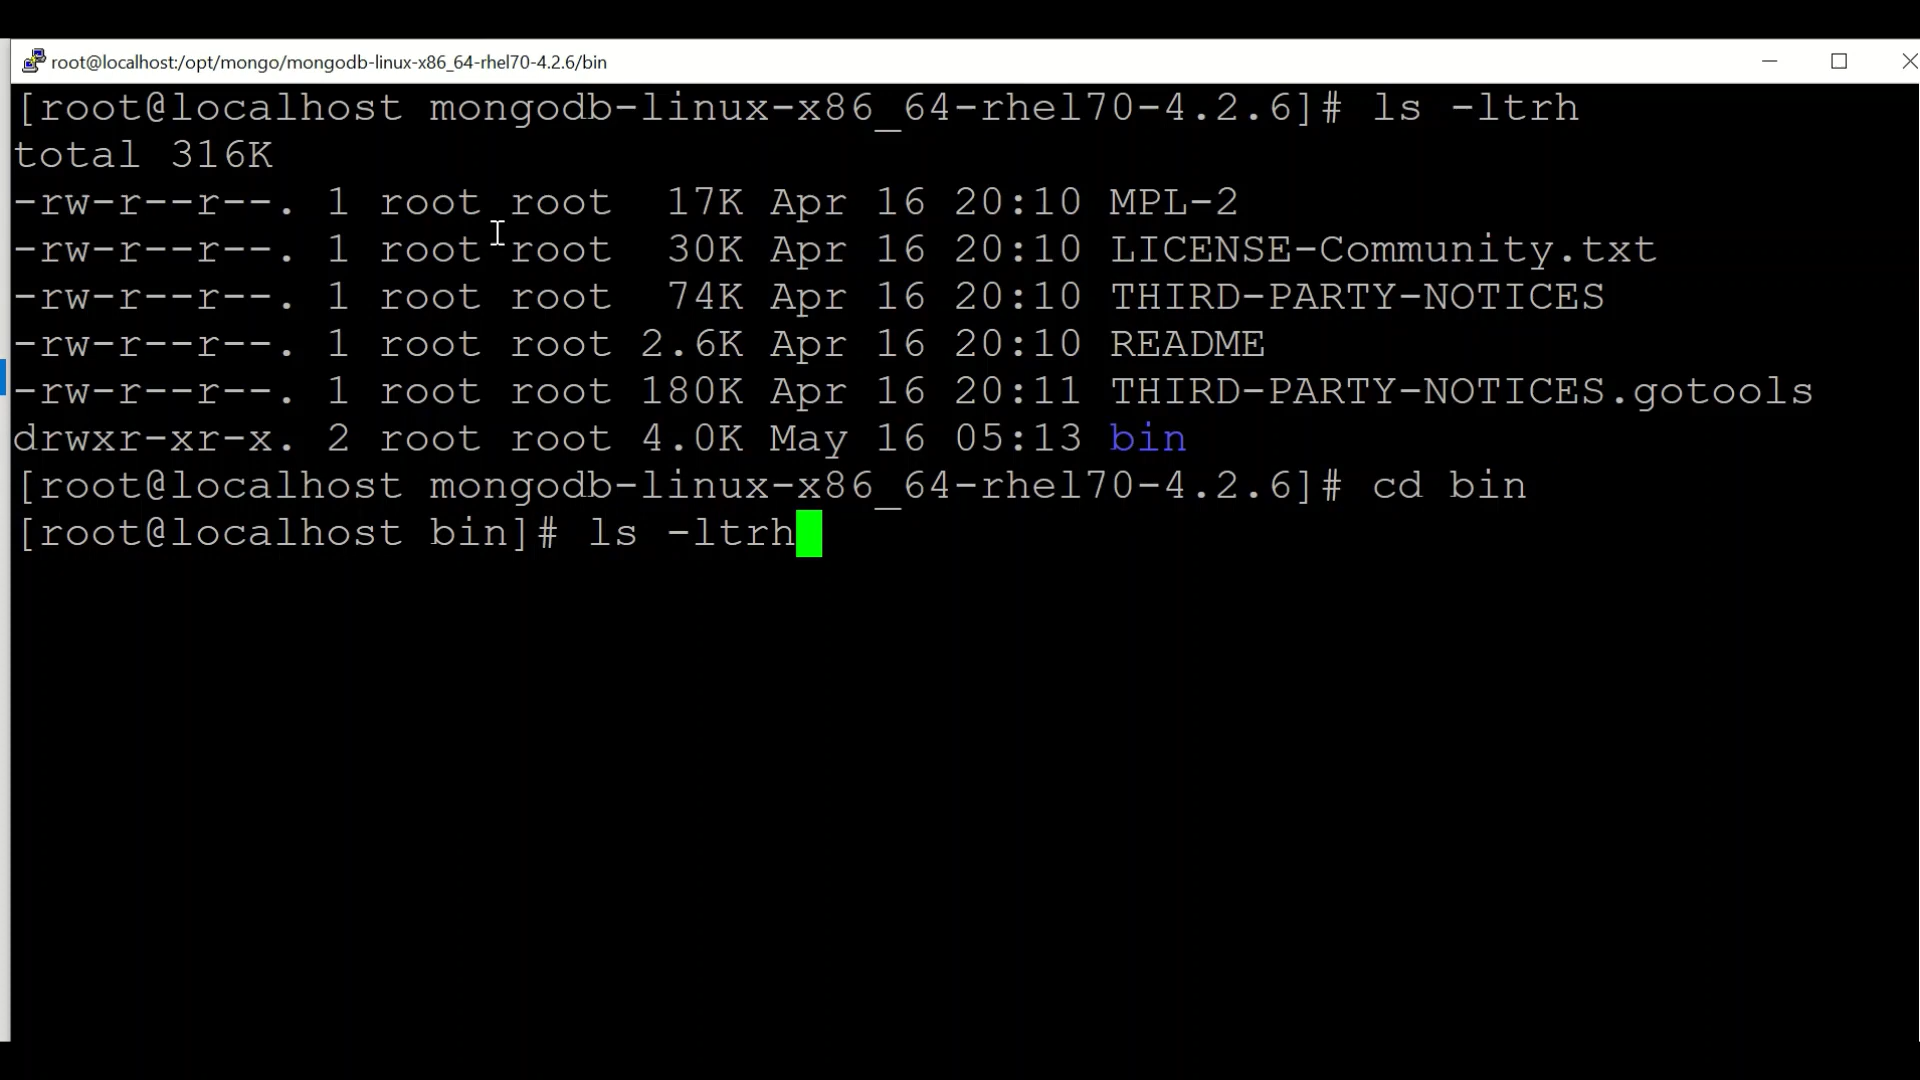 root@localhost:/opt/mongo/mongodb-linux-x86_64-rhel70-4.2.6/bin
[root@localhost mongodb-linux-x86_64-rhel70-4.2.6]# ls -ltrh
total 316K
-rw-r--r--. 1 root root  17K Apr 16 20:10 MPL-2
-rw-r--r--. 1 root root  30K Apr 16 20:10 LICENSE-Community.txt
-rw-r--r--. 1 root root  74K Apr 16 20:10 THIRD-PARTY-NOTICES
-rw-r--r--. 1 root root 2.6K Apr 16 20:10 README
-rw-r--r--. 1 root root 180K Apr 16 20:11 THIRD-PARTY-NOTICES.gotools
drwxr-xr-x. 2 root root 4.0K May 16 05:13 bin
[root@localhost mongodb-linux-x86_64-rhel70-4.2.6]# cd bin
[root@localhost bin]# ls -ltrh